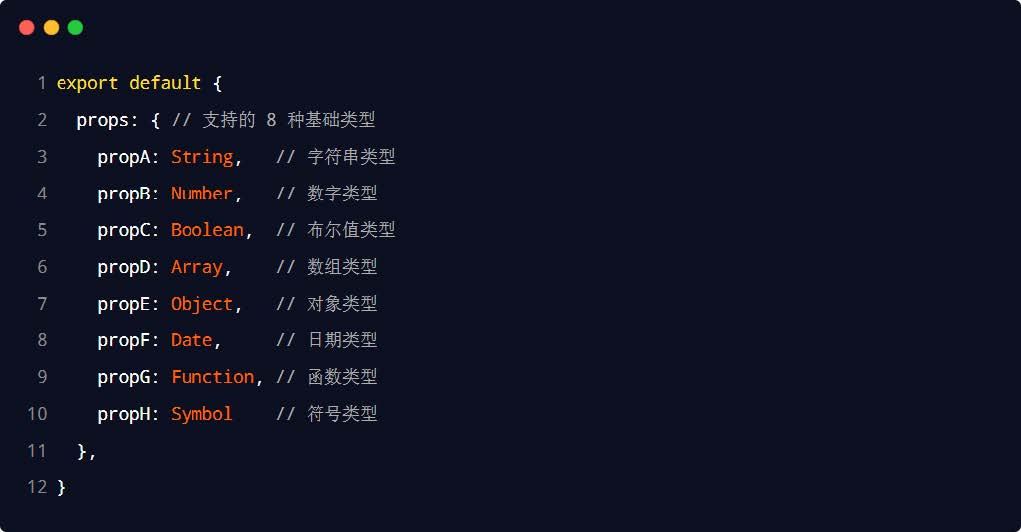 1 export default {
2   props: { // 支持的 8 种基础类型
3     propA: String,   // 字符串类型
4     propB: Number,   // 数字类型
5     propC: Boolean,  // 布尔值类型
6     propD: Array,    // 数组类型
7     propE: Object,   // 对象类型
8     propF: Date,     // 日期类型
9     propG: Function, // 函数类型
10     propH: Symbol    // 符号类型
11   },
12 }